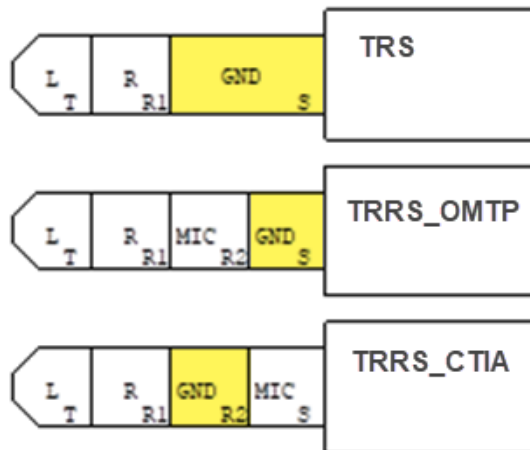 TRS
L R GND
T R1 S
TRRS_OMTP
L R MIC GND
T R1 R2 S
TRRS_CTIA
L R GND MIC
T R1 R2 S